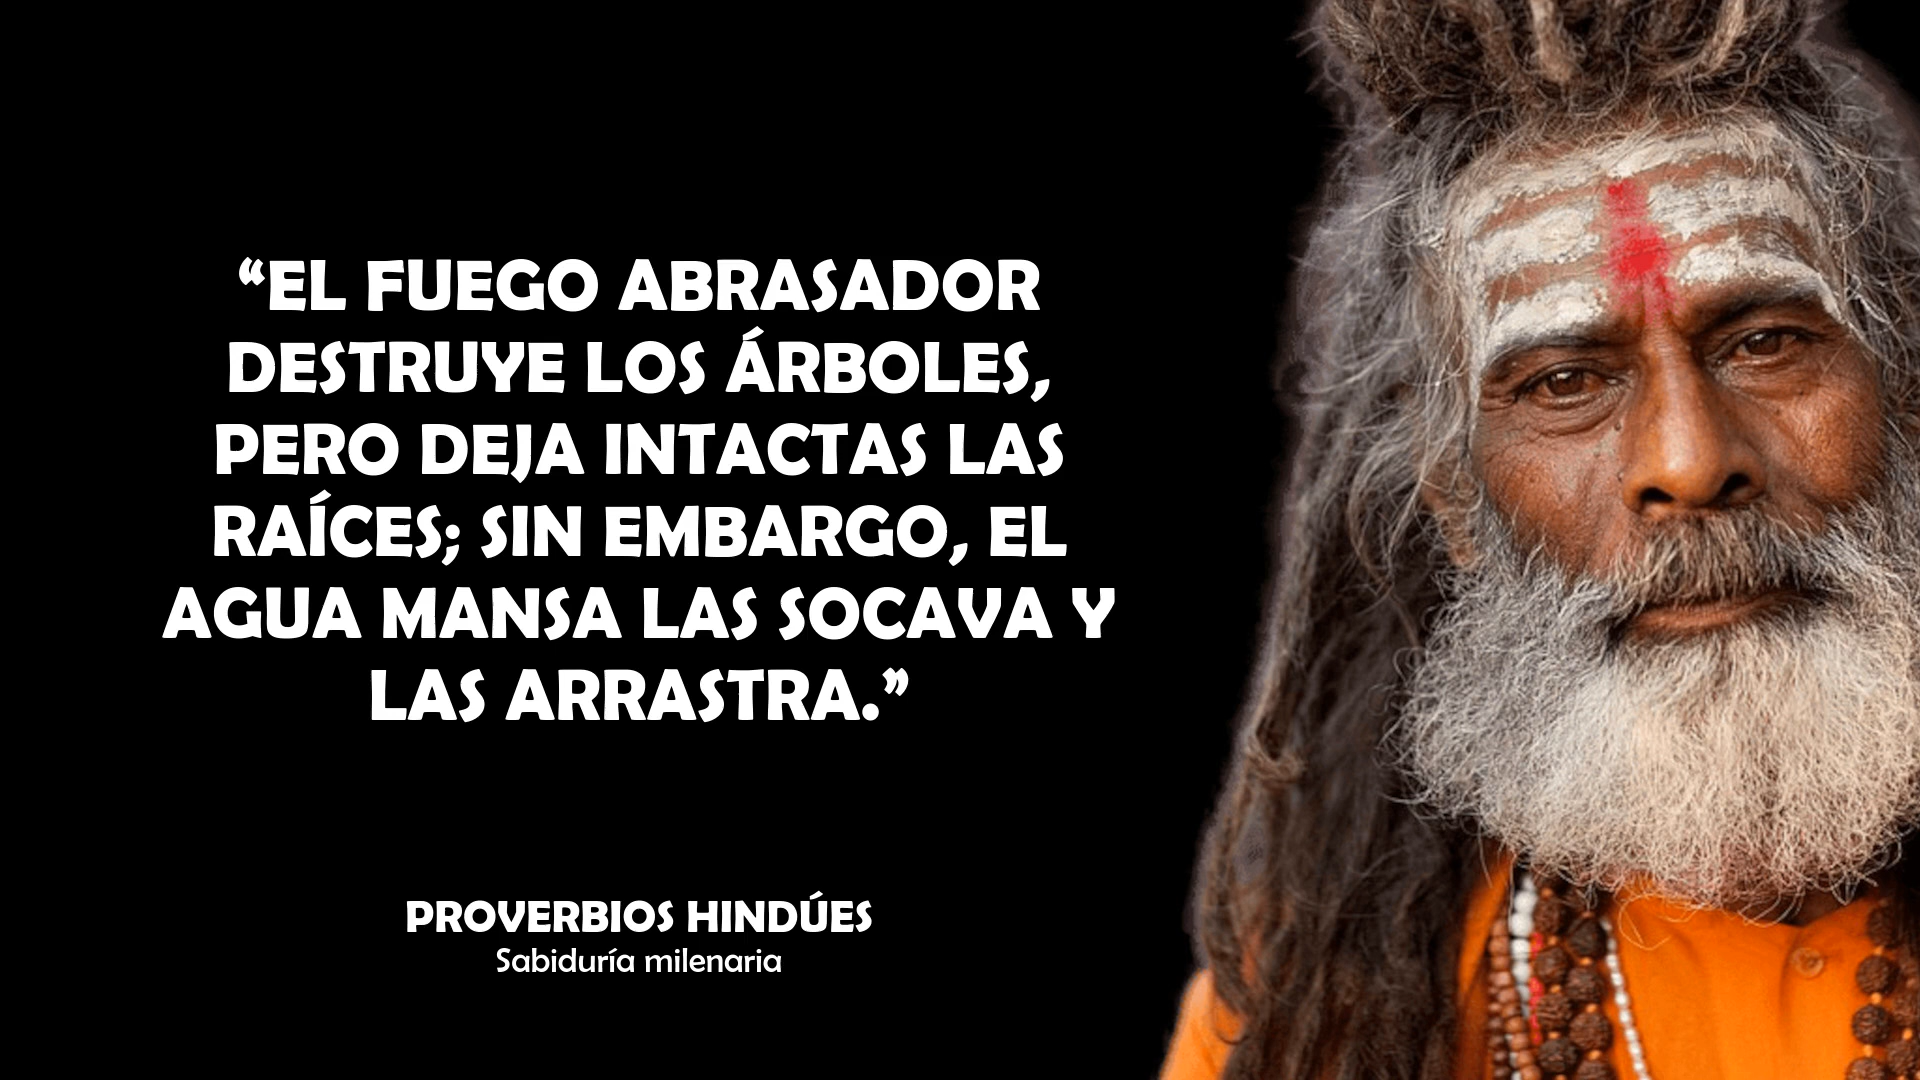 “EL FUEGO ABRASADOR
DESTRUYE LOS ÁRBOLES,
PERO DEJA INTACTAS LAS
RAÍCES; SIN EMBARGO, EL
AGUA MANSA LAS SOCAVA Y
LAS ARRASTRA.”
PROVERBIOS HINDÚES
Sabiduría milenaria